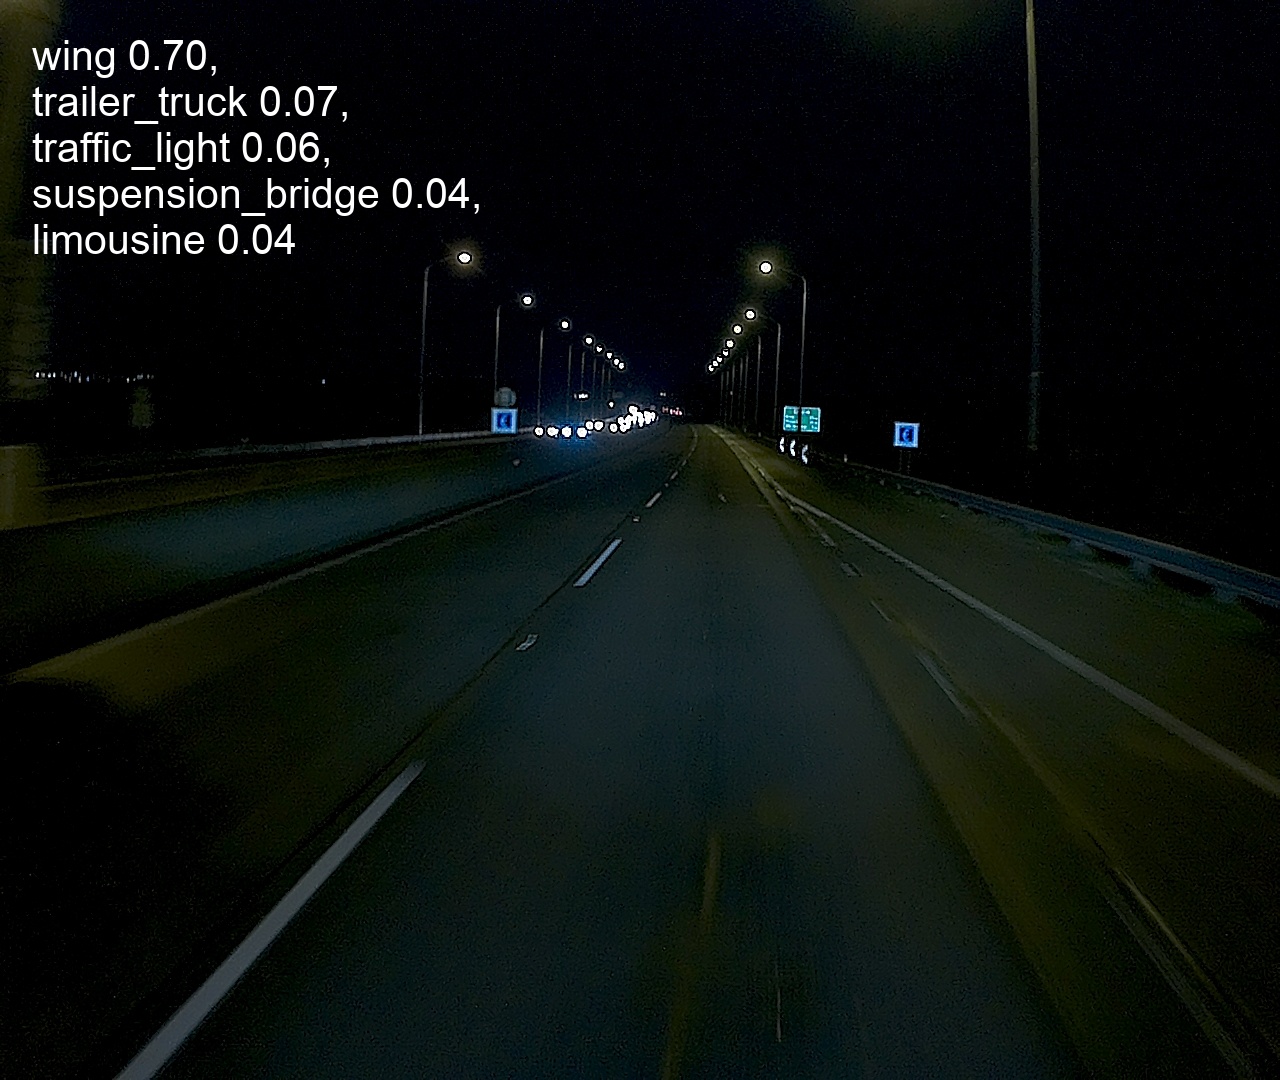 wing 0.70,
trailer_truck 0.07,
traffic_light 0.06,
suspension_bridge 0.04,
limousine 0.04